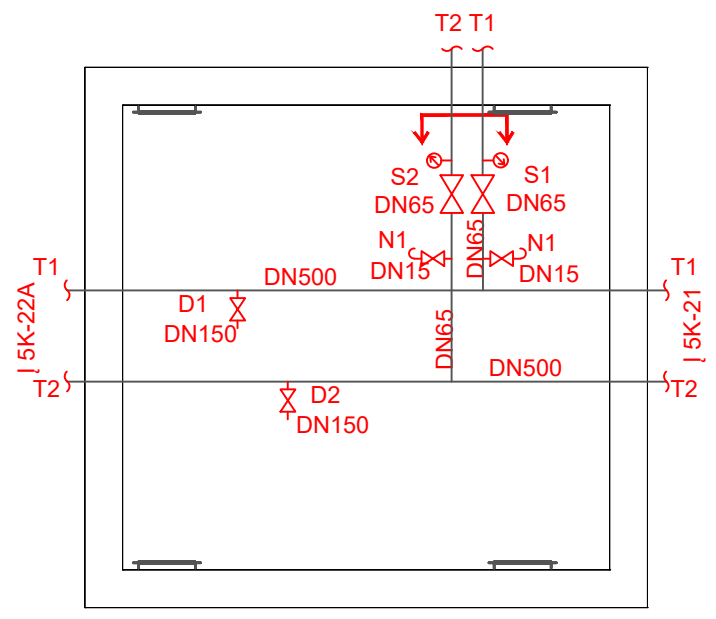 T2 T1
S2
DN65
S1
DN65
N1
DN15
DN65
N1
DN15
T1
DN500
T1
D1
DN150
Į 5K-22A
DN65
Į 5K-21
T2
DN500
T2
D2
DN150